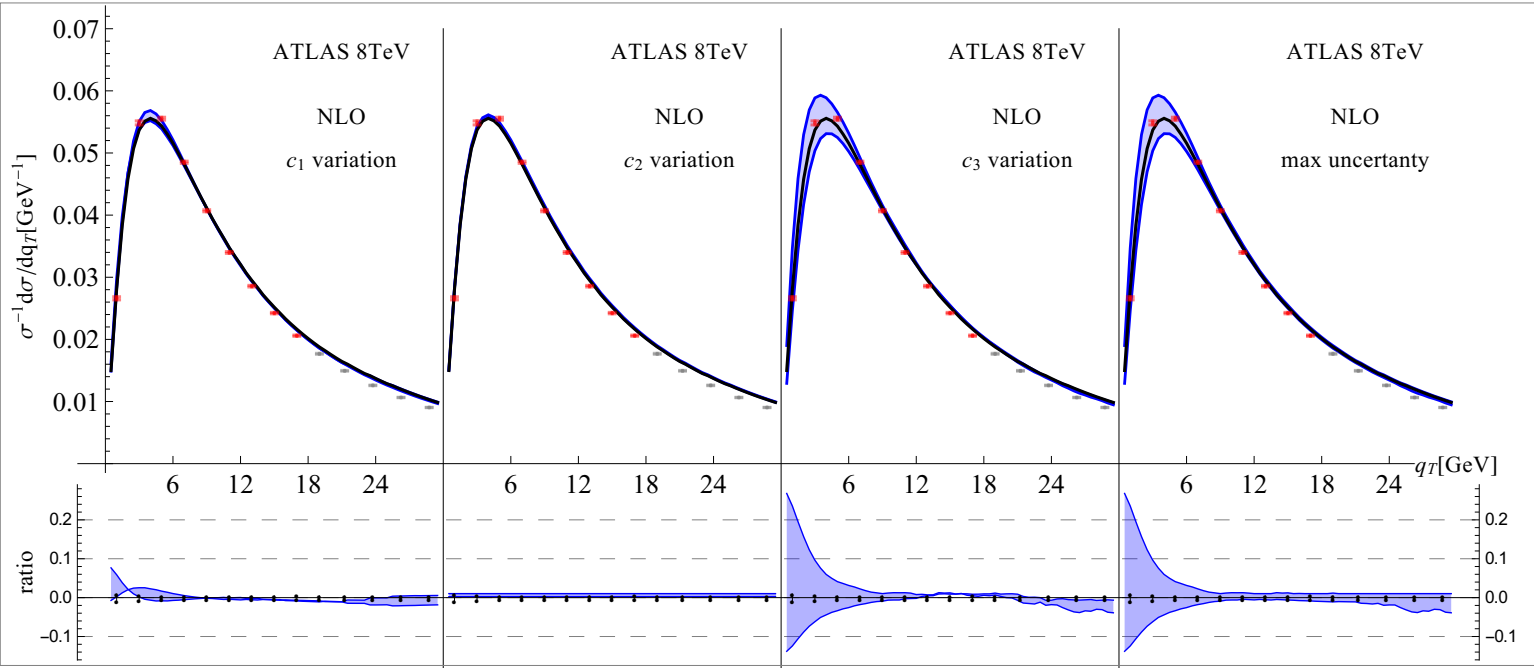 0.07
0.06
0.05
0.04
0.03
0.02
0.01
σ⁻¹dσ/dq_T[GeV⁻¹]
ATLAS 8TeV
NLO
c₁ variation
ATLAS 8TeV
NLO
c₂ variation
ATLAS 8TeV
NLO
c₃ variation
ATLAS 8TeV
NLO
max uncertanty
6 12 18 24
6 12 18 24
6 12 18 24
6 12 18 24
q_T[GeV]
ratio
0.2
0.1
0.0
−0.1
0.2
0.1
0.0
-0.1